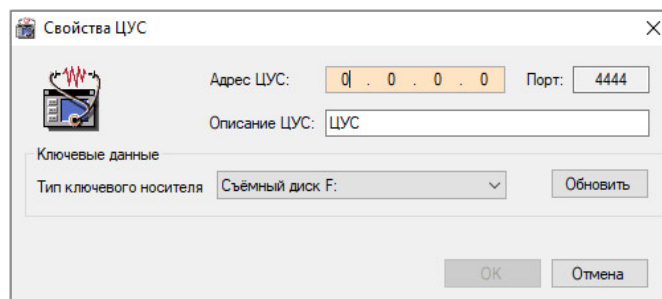 Свойства ЦУС
Адрес ЦУС: 0 . 0 . 0 . 0 Порт: 4444
Описание ЦУС: ЦУС
Ключевые данные
Тип ключевого носителя Съёмный диск F: Обновить
OK Отмена